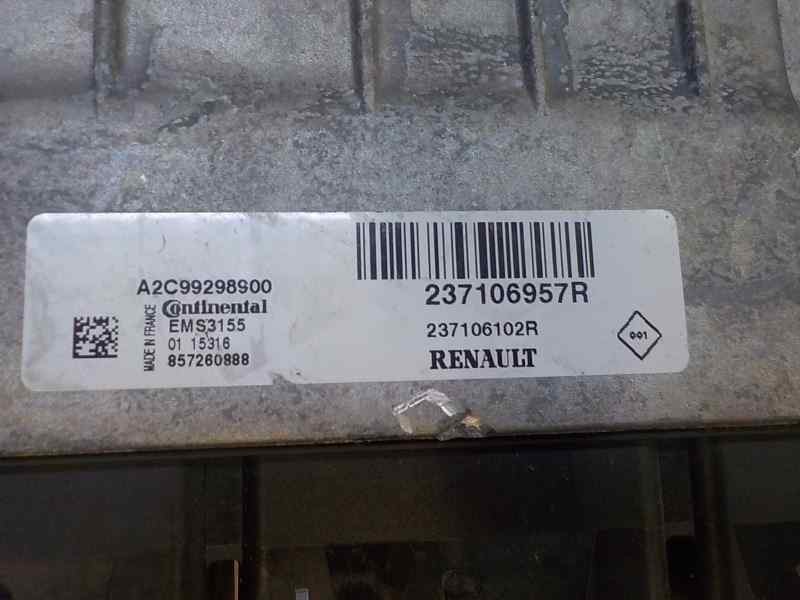 A2C99298900
Continental
EMS3155
01 15316
857260888
MADE IN FRANCE
237106957R
237106102R
RENAULT
001